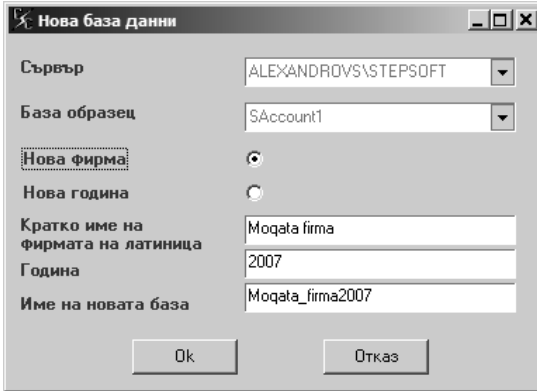 Нова база данни
Сървър ALEXANDROVS\STEPSOFT
База образец SAccount1
Нова фирма
Нова година
Кратко име на
фирмата на латиница Moqata firma
Година 2007
Име на новата база Moqata_firma2007
Ok Отказ